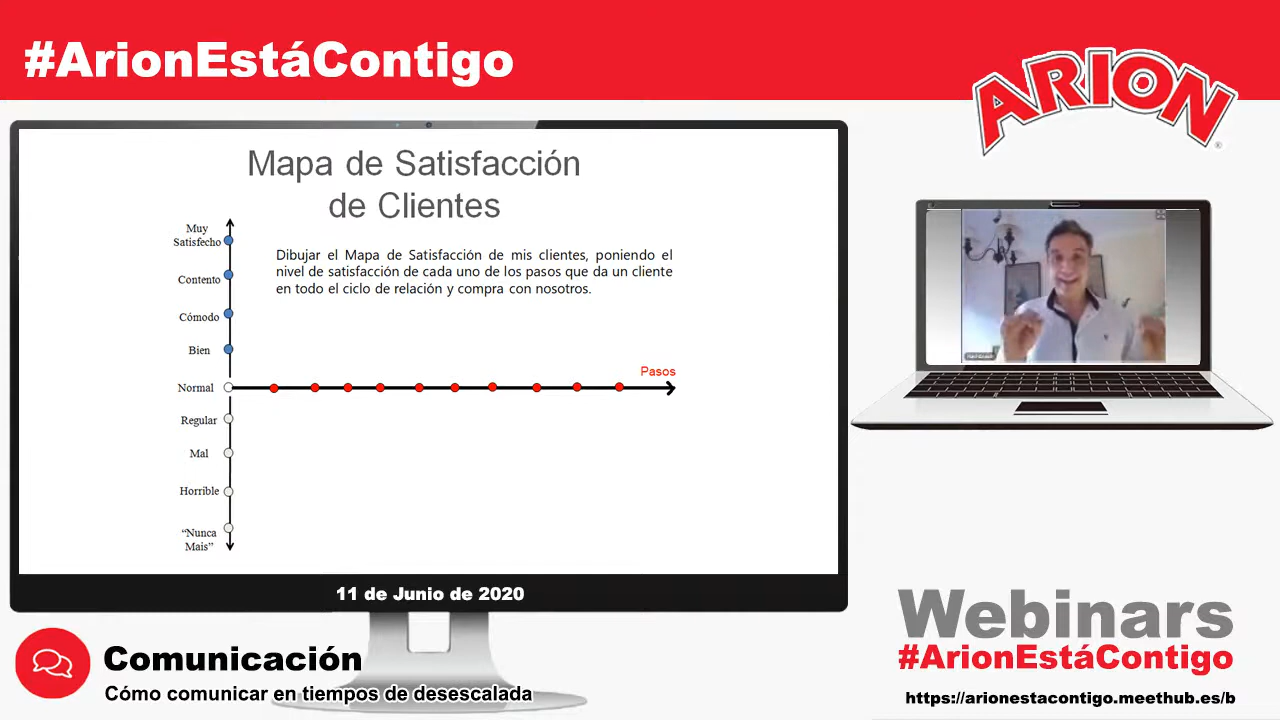 #ArionEstáContigo
ARION
®
Mapa de Satisfacción
de Clientes
Muy
Satisfecho
Contento
Cómodo
Bien
Normal
Regular
Mal
Horrible
“Nunca
Mais”
Dibujar el Mapa de Satisfacción de mis clientes, poniendo el
nivel de satisfacción de cada uno de los pasos que da un cliente
en todo el ciclo de relación y compra con nosotros.
Pasos
11 de Junio de 2020
Comunicación
Cómo comunicar en tiempos de desescalada
Webinars
#ArionEstáContigo
https://arionestacontigo.meethub.es/b